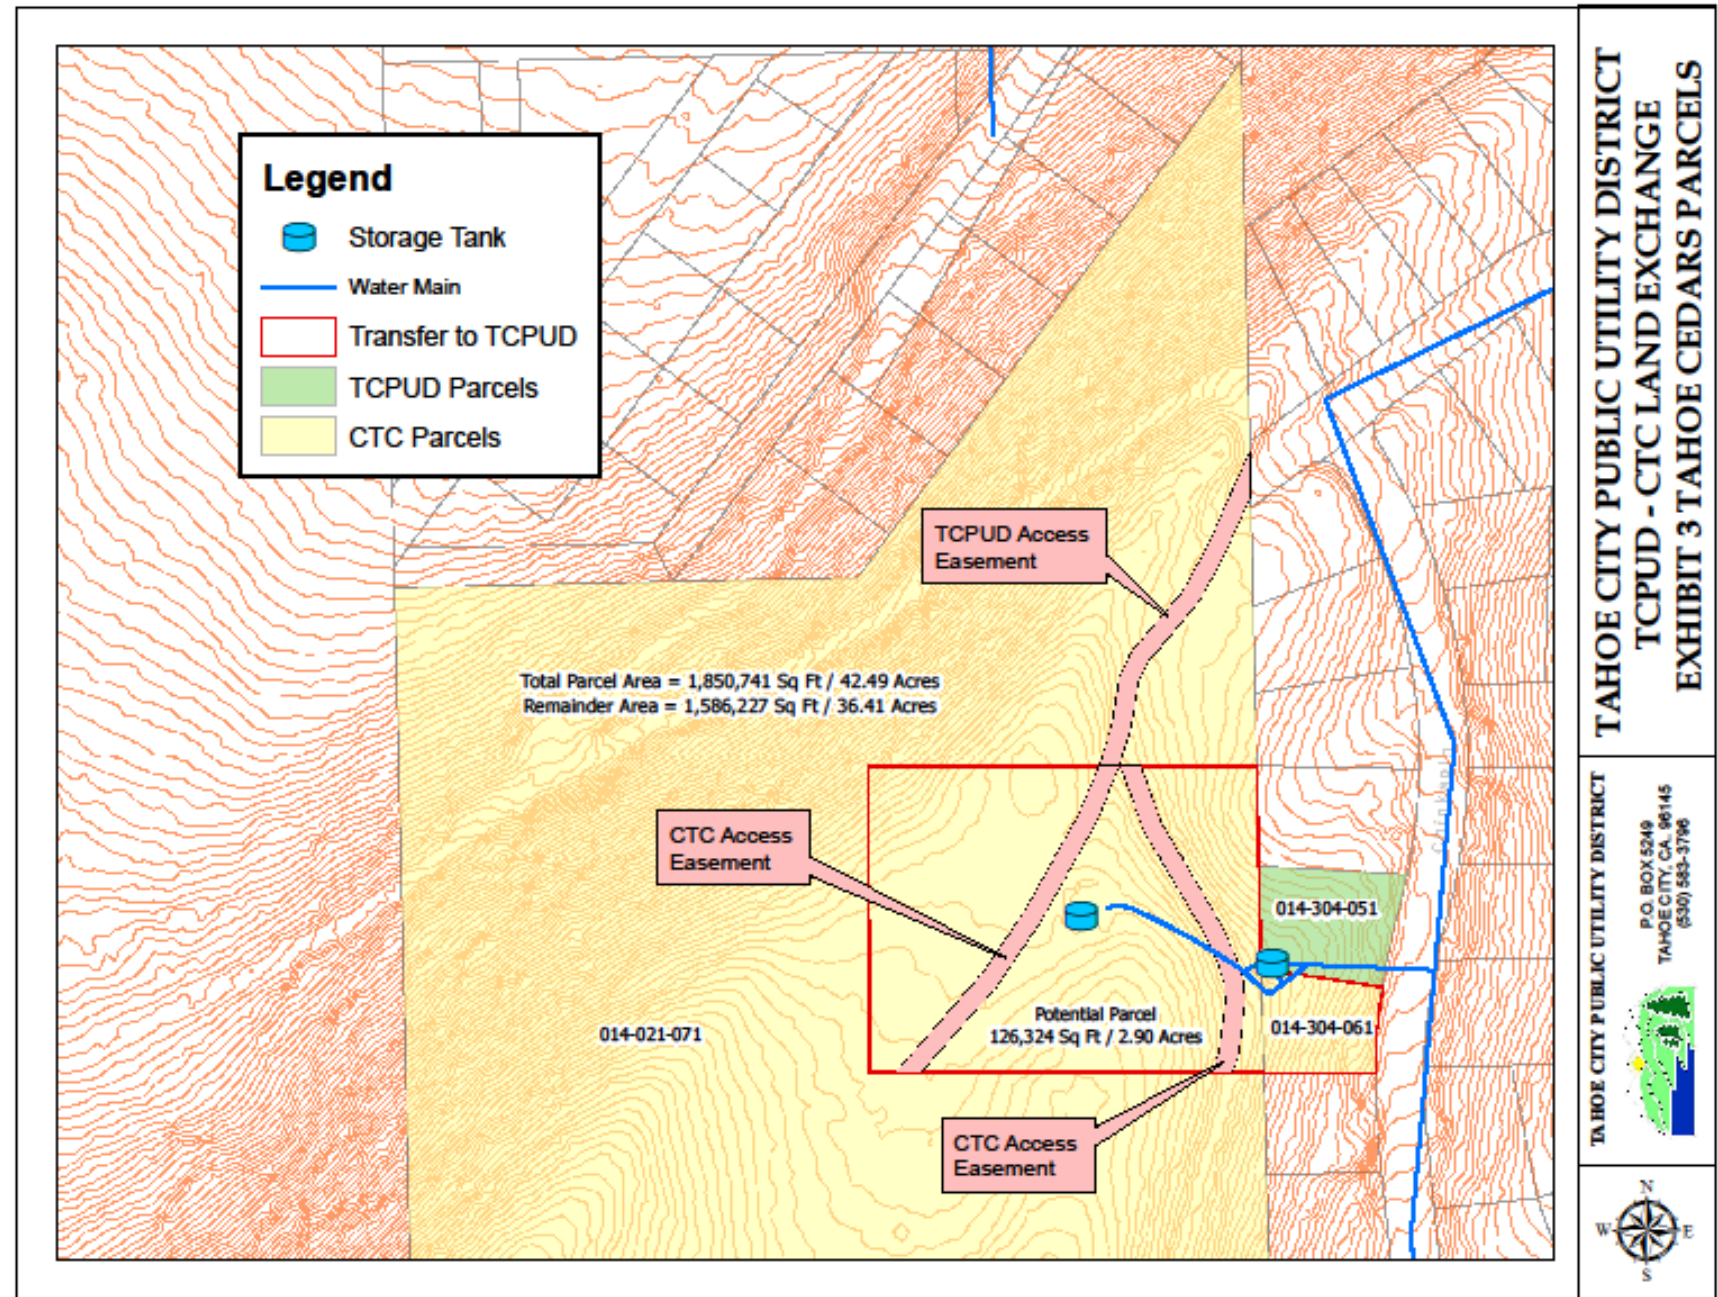 Legend
Storage Tank
Water Main
Transfer to TCPUD
TCPUD Parcels
CTC Parcels
TCPUD Access
Easement
Total Parcel Area = 1,850,741 Sq Ft / 42.49 Acres
Remainder Area = 1,586,227 Sq Ft / 36.41 Acres
CTC Access
Easement
014-304-051
014-021-071
Potential Parcel
126,324 Sq Ft / 2.90 Acres
014-304-061
CTC Access
Easement
TAHOE CITY PUBLIC UTILITY DISTRICT
TCPUD - CTC LAND EXCHANGE
EXHIBIT 3 TAHOE CEDARS PARCELS
TAHOE CITY PUBLIC UTILITY DISTRICT
P.O. BOX 5249
TAHOE CITY, CA. 96145
(530) 583-3796
N
W
E
S